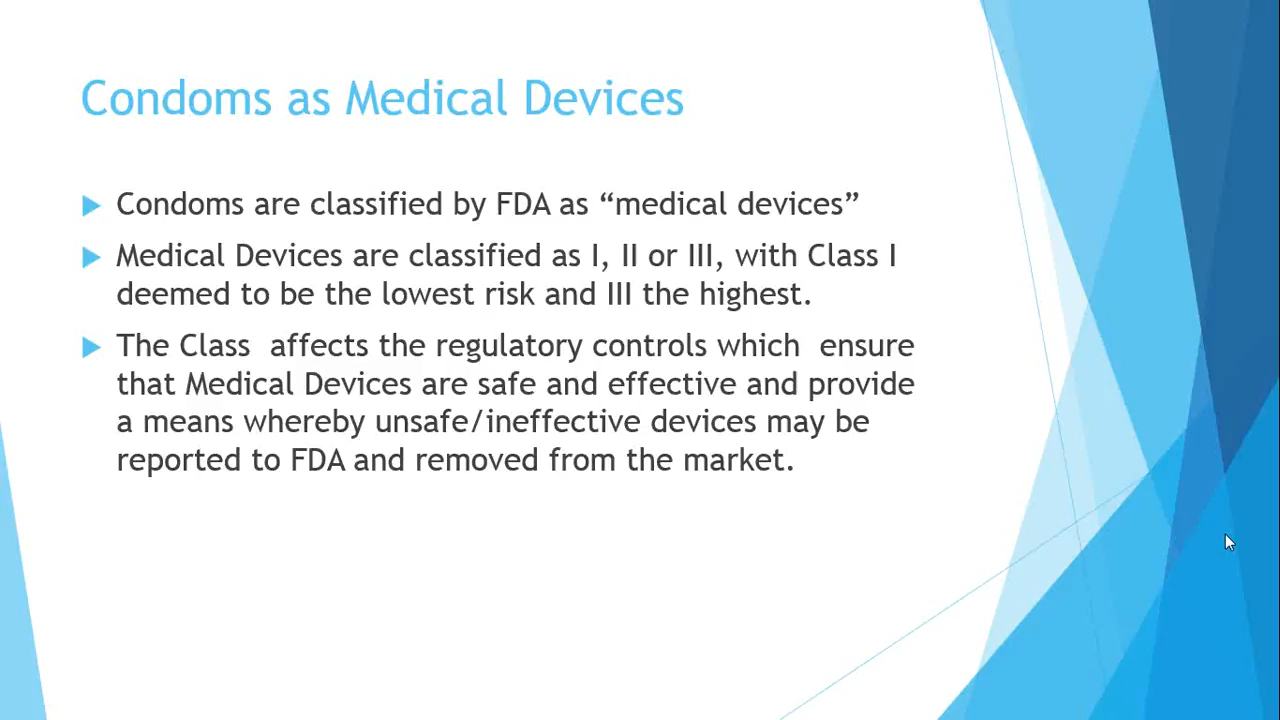 Condoms as Medical Devices
Condoms are classified by FDA as “medical devices”
Medical Devices are classified as I, II or III, with Class I
deemed to be the lowest risk and III the highest.
The Class  affects the regulatory controls which  ensure
that Medical Devices are safe and effective and provide
a means whereby unsafe/ineffective devices may be
reported to FDA and removed from the market.